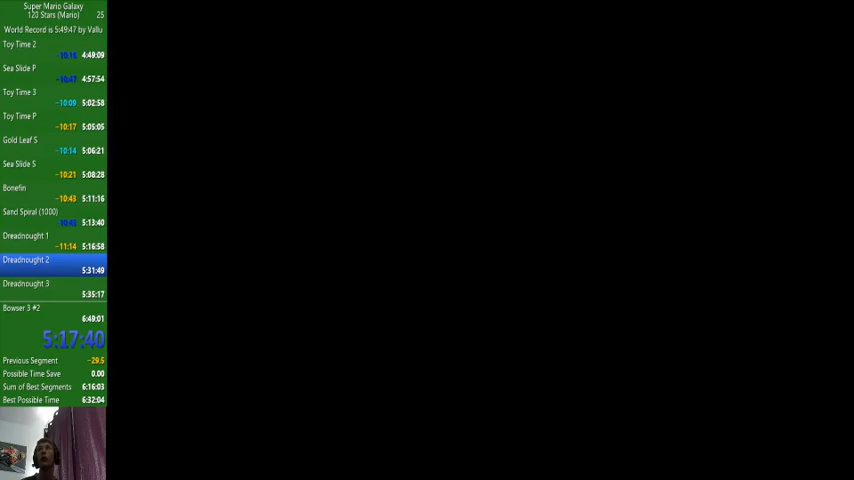 Super Mario Galaxy
120 Stars (Mario) 25
World Record is 5:49:47 by Vallu
Toy Time 2
-10:16 4:49:09
Sea Slide P
-10:47 4:57:54
Toy Time 3
-10:09 5:02:58
Toy Time P
-10:17 5:05:05
Gold Leaf S
-10:14 5:06:21
Sea Slide S
-10:21 5:08:28
Bonefin
-10:43 5:11:16
Sand Spiral (1000)
5:13:40
Dreadnought 1
-11:14 5:16:58
Dreadnought 2
5:31:49
Dreadnought 3
5:35:17
Bowser 3 #2
6:49:01
5:17:40
Previous Segment -29.5
Possible Time Save 0.00
Sum of Best Segments 6:16:03
Best Possible Time 6:32:04